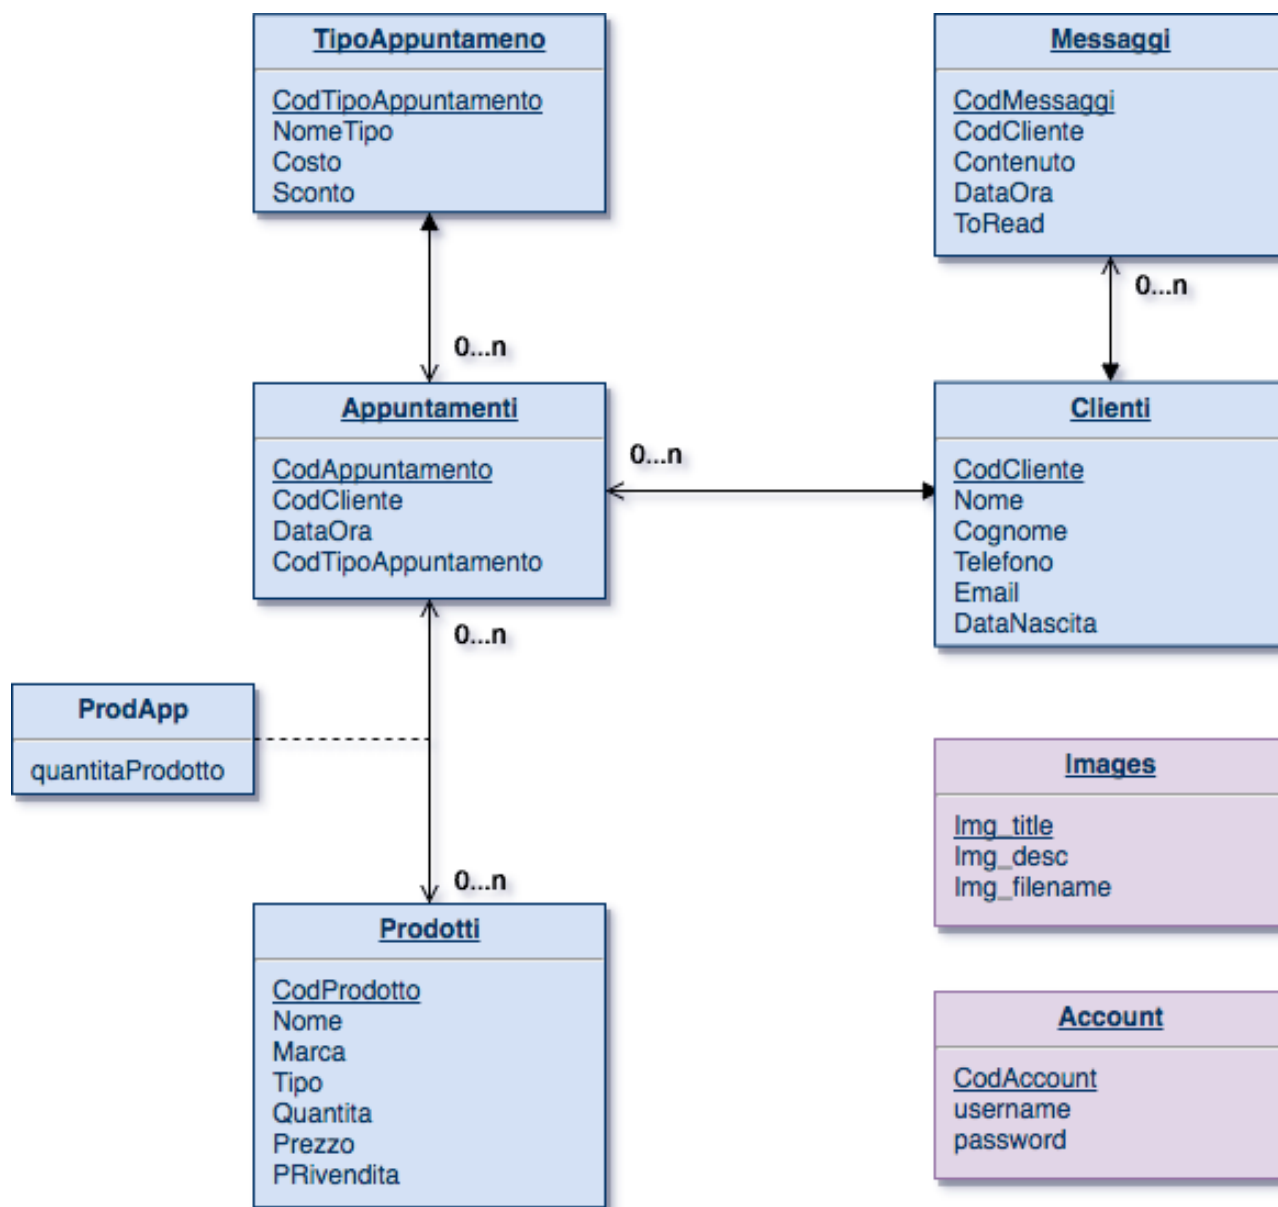 TipoAppuntameno
CodTipoAppuntamento
NomeTipo
Costo
Sconto
Messaggi
CodMessaggi
CodCliente
Contenuto
DataOra
ToRead
0...n
0...n
Appuntamenti
CodAppuntamento
CodCliente
DataOra
CodTipoAppuntamento
0...n
Clienti
CodCliente
Nome
Cognome
Telefono
Email
DataNascita
0...n
ProdApp
quantitaProdotto
0...n
Prodotti
CodProdotto
Nome
Marca
Tipo
Quantita
Prezzo
PRivendita
Images
Img_title
Img_desc
Img_filename
Account
CodAccount
username
password